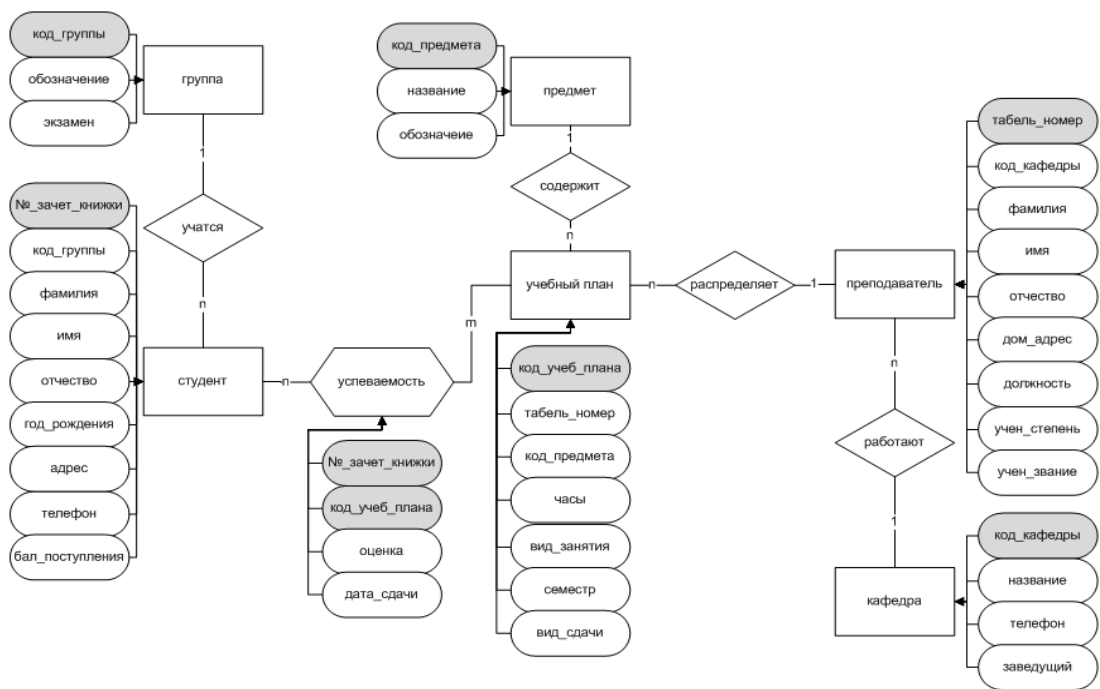 код_группы
обозначение
экзамен
группа
1
учатся
n
№_зачет_книжки
код_группы
фамилия
имя
отчество
год_рождения
адрес
телефон
бал_поступления
студент
n
успеваемость
m
№_зачет_книжки
код_учеб_плана
оценка
дата_сдачи
код_предмета
название
обозначеие
предмет
1
содержит
n
учебный план
n
распределяет
1
преподаватель
код_учеб_плана
табель_номер
код_предмета
часы
вид_занятия
семестр
вид_сдачи
табель_номер
код_кафедры
фамилия
имя
отчество
дом_адрес
должность
учен_степень
учен_звание
n
работают
1
кафедра
код_кафедры
название
телефон
заведущий